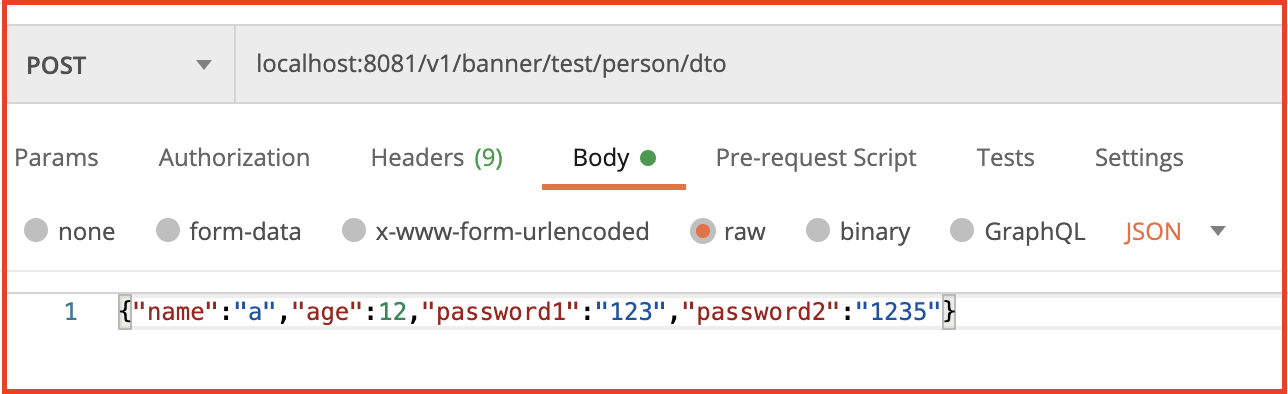 POST localhost:8081/v1/banner/test/person/dto
Params Authorization Headers (9) Body Pre-request Script Tests Settings
none form-data x-www-form-urlencoded raw binary GraphQL JSON
1 {"name":"a","age":12,"password1":"123","password2":"1235"}